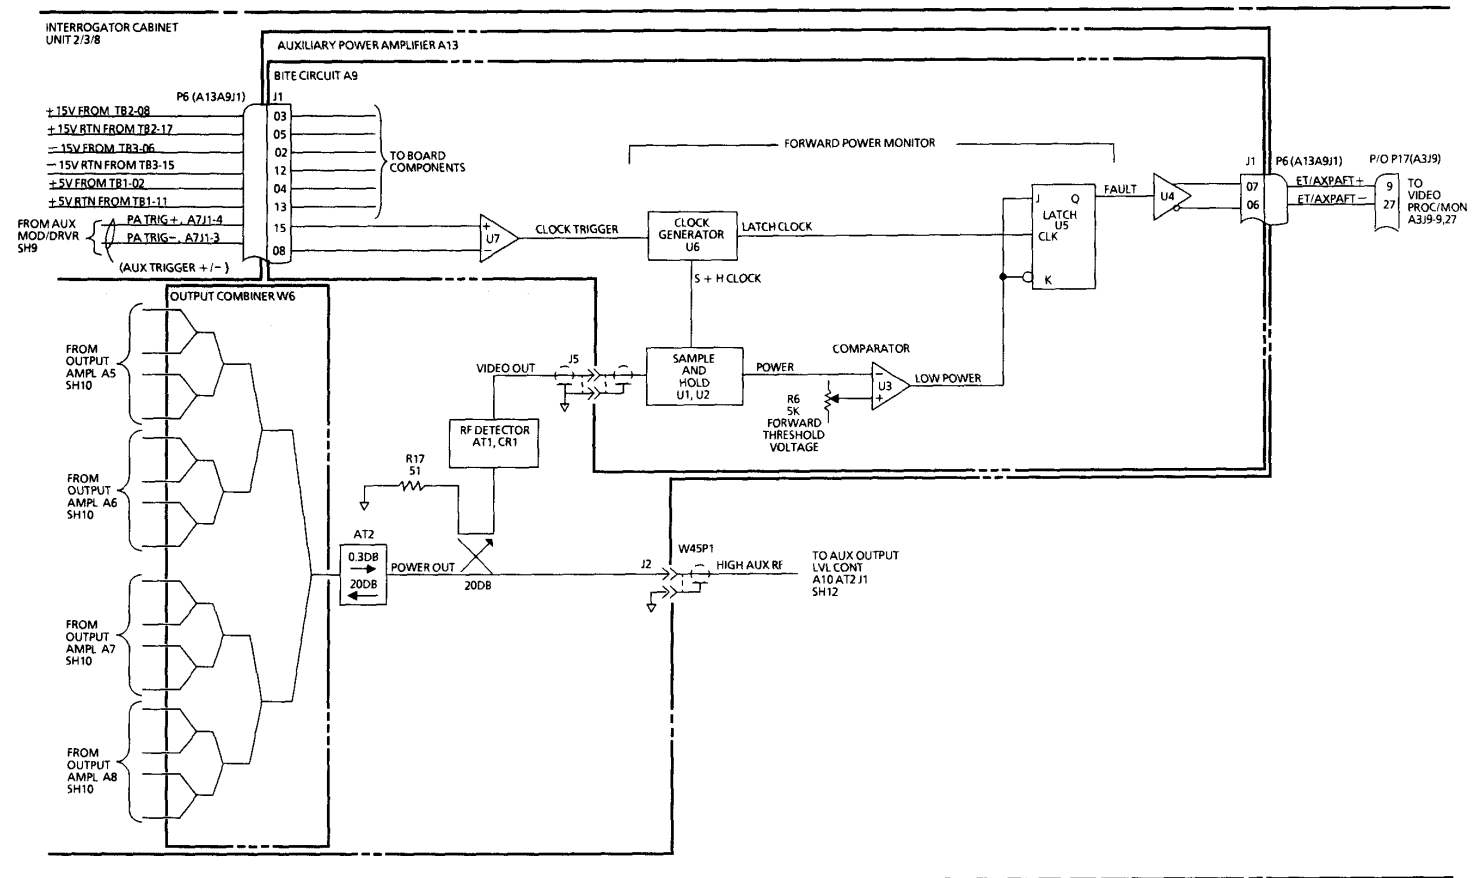 INTERROGATOR CABINET
UNIT 2/3/8
AUXILIARY POWER AMPLIFIER A13
BITE CIRCUIT A9
P6 (A13A9J1)
J1
+15V FROM TB2-08
03
+15V RTN FROM TB2-17
05
-15V FROM TB3-06
02
-15V RTN FROM TB3-15
12
+5V FROM TB1-02
04
+5V RTN FROM TB1-11
13
TO BOARD
COMPONENTS
FROM AUX
MOD/DRVR
SH9
PA TRIG+, A7J1-4
15
PA TRIG-, A7J1-3
08
(AUX TRIGGER +/-)
+
-
U7
CLOCK TRIGGER
FORWARD POWER MONITOR
CLOCK
GENERATOR
U6
LATCH CLOCK
S + H CLOCK
J
Q
LATCH
U5
CLK
K
FAULT
U4
J1
P6 (A13A9J1)
P/O P17(A3J9)
07
ET/AXPAFT+
9
06
ET/AXPAFT-
27
TO
VIDEO
PROC/MON
A3J9-9,27
OUTPUT COMBINER W6
FROM
OUTPUT
AMPL A5
SH10
FROM
OUTPUT
AMPL A6
SH10
FROM
OUTPUT
AMPL A7
SH10
FROM
OUTPUT
AMPL A8
SH10
VIDEO OUT
J5
SAMPLE
AND
HOLD
U1, U2
POWER
COMPARATOR
-
+
U3
LOW POWER
R6
5K
FORWARD
THRESHOLD
VOLTAGE
RF DETECTOR
AT1, CR1
R17
51
AT2
0.3DB
20DB
POWER OUT
20DB
J2
W45P1
HIGH AUX RF
TO AUX OUTPUT
LVL CONT
A10 AT2 J1
SH12